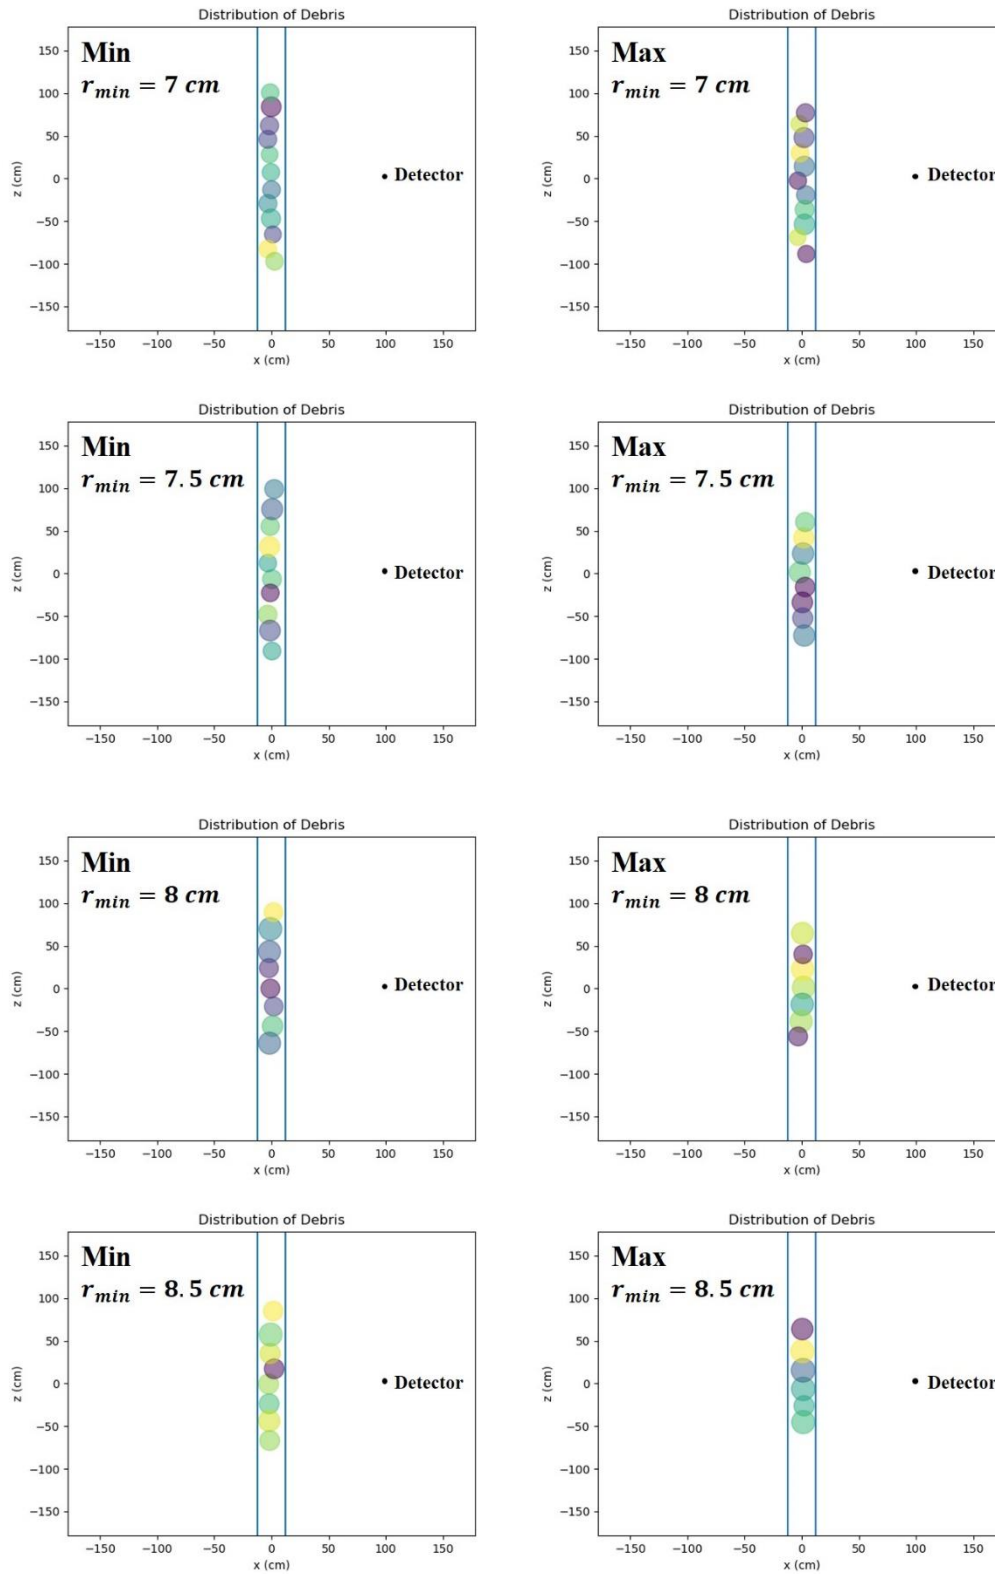 Distribution of Debris
Distribution of Debris
Min
r_min = 7 cm
Max
r_min = 7 cm
150
100
50
0
−50
−100
−150
z (cm)
Detector
−150 −100 −50 0 50 100 150
x (cm)
150
100
50
0
−50
−100
−150
z (cm)
Detector
−150 −100 −50 0 50 100 150
x (cm)
Distribution of Debris
Distribution of Debris
Min
r_min = 7.5 cm
Max
r_min = 7.5 cm
150
100
50
0
−50
−100
−150
z (cm)
Detector
−150 −100 −50 0 50 100 150
x (cm)
150
100
50
0
−50
−100
−150
z (cm)
Detector
−150 −100 −50 0 50 100 150
x (cm)
Distribution of Debris
Distribution of Debris
Min
r_min = 8 cm
Max
r_min = 8 cm
150
100
50
0
−50
−100
−150
z (cm)
Detector
−150 −100 −50 0 50 100 150
x (cm)
150
100
50
0
−50
−100
−150
z (cm)
Detector
−150 −100 −50 0 50 100 150
x (cm)
Distribution of Debris
Distribution of Debris
Min
r_min = 8.5 cm
Max
r_min = 8.5 cm
150
100
50
0
−50
−100
−150
z (cm)
Detector
−150 −100 −50 0 50 100 150
x (cm)
150
100
50
0
−50
−100
−150
z (cm)
Detector
−150 −100 −50 0 50 100 150
x (cm)